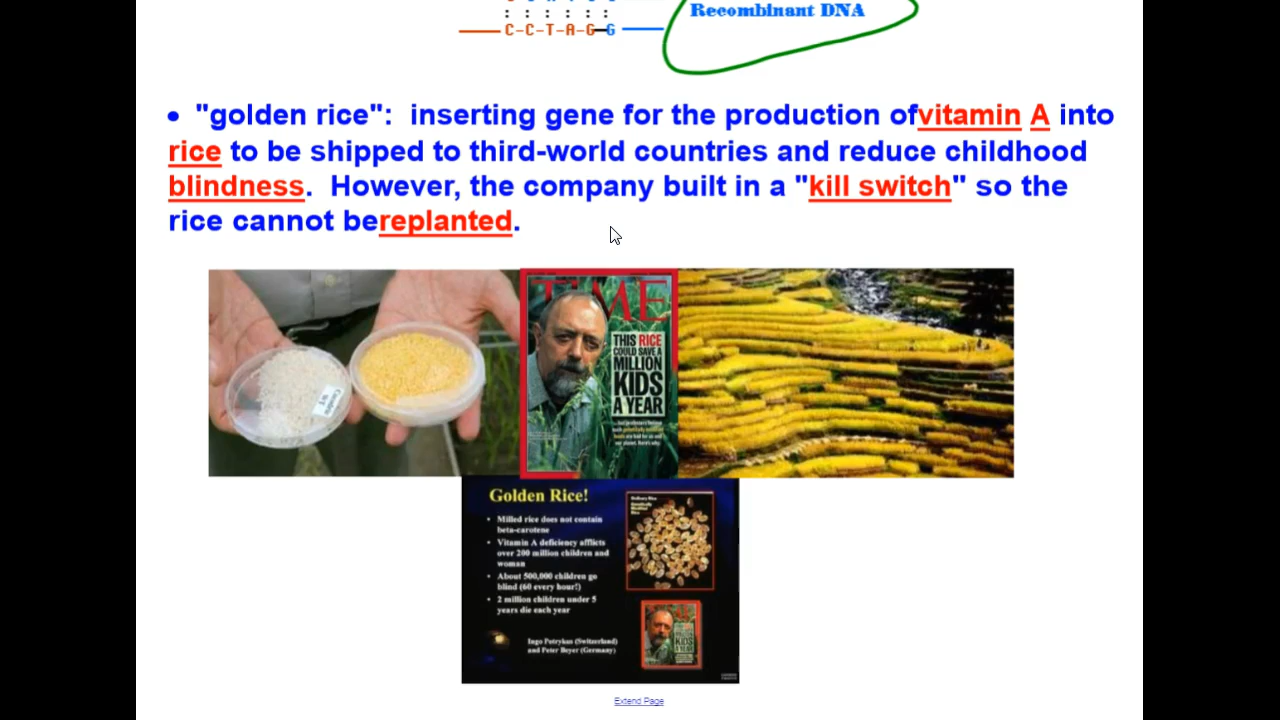 Recombinant DNA
C-C-T-A-G-G
• "golden rice":  inserting gene for the production ofvitamin A into
rice to be shipped to third-world countries and reduce childhood
blindness.  However, the company built in a "kill switch" so the
rice cannot bereplanted.
TIME
THIS RICE
COULD SAVE A
MILLION
KIDS
A YEAR
Golden Rice!
• Milled rice does not contain
beta-carotene
• Vitamin A deficiency afflicts
over 200 million children and
woman
• About 500,000 children go
blind (60 every hour!)
• 2 million children under 5
years die each year
Ingo Potrykus (Switzerland)
and Peter Beyer (Germany)
KIDS
Extend Page